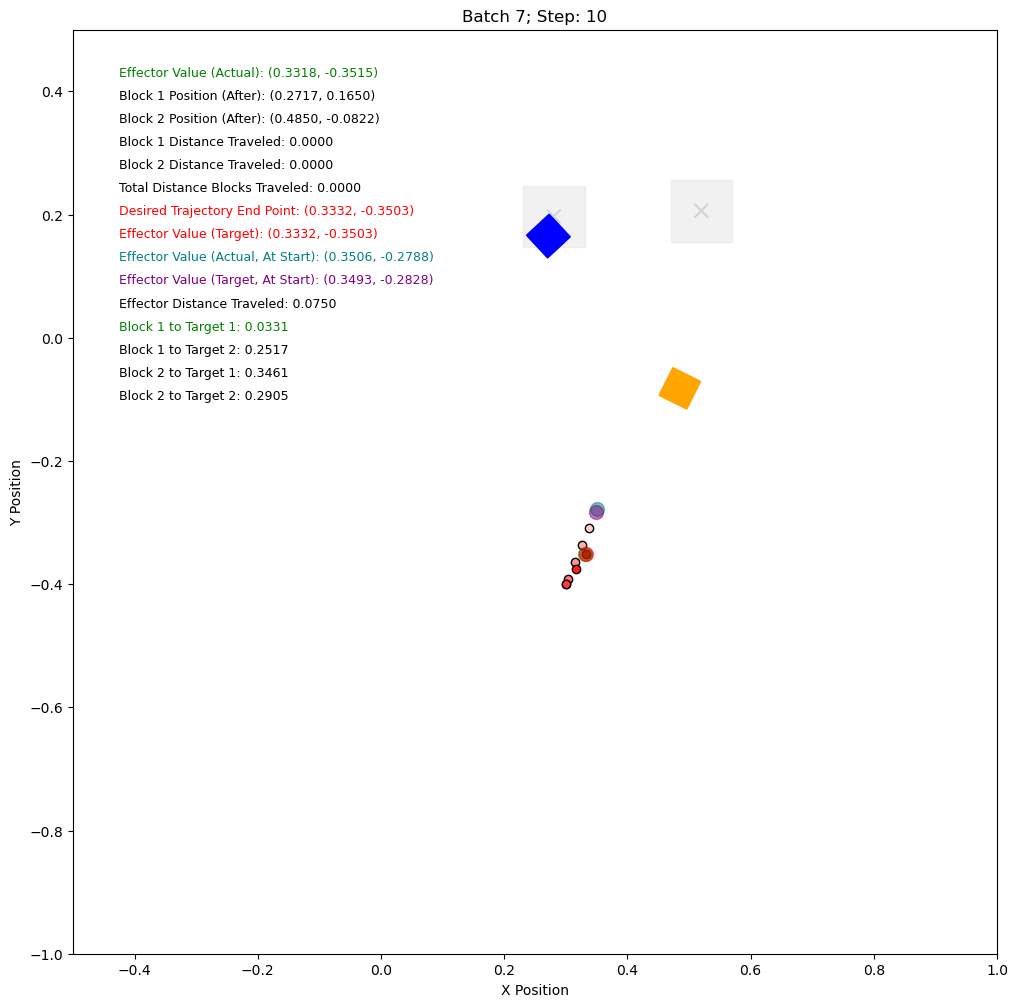 Batch 7; Step: 10
Effector Value (Actual): (0.3318, -0.3515)
Block 1 Position (After): (0.2717, 0.1650)
Block 2 Position (After): (0.4850, -0.0822)
Block 1 Distance Traveled: 0.0000
Block 2 Distance Traveled: 0.0000
Total Distance Blocks Traveled: 0.0000
Desired Trajectory End Point: (0.3332, -0.3503)
Effector Value (Target): (0.3332, -0.3503)
Effector Value (Actual, At Start): (0.3506, -0.2788)
Effector Value (Target, At Start): (0.3493, -0.2828)
Effector Distance Traveled: 0.0750
Block 1 to Target 1: 0.0331
Block 1 to Target 2: 0.2517
Block 2 to Target 1: 0.3461
Block 2 to Target 2: 0.2905
Y Position
0.4
0.2
0.0
−0.2
−0.4
−0.6
−0.8
−1.0
−0.4
−0.2
0.0
0.2
0.4
0.6
0.8
1.0
X Position